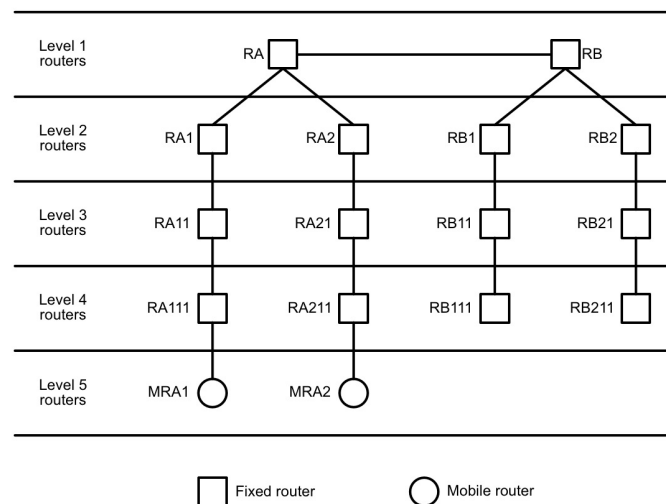 Level 1
routers
RA
RB
Level 2
routers
RA1
RA2
RB1
RB2
Level 3
routers
RA11
RA21
RB11
RB21
Level 4
routers
RA111
RA211
RB111
RB211
Level 5
routers
MRA1
MRA2
Fixed router
Mobile router